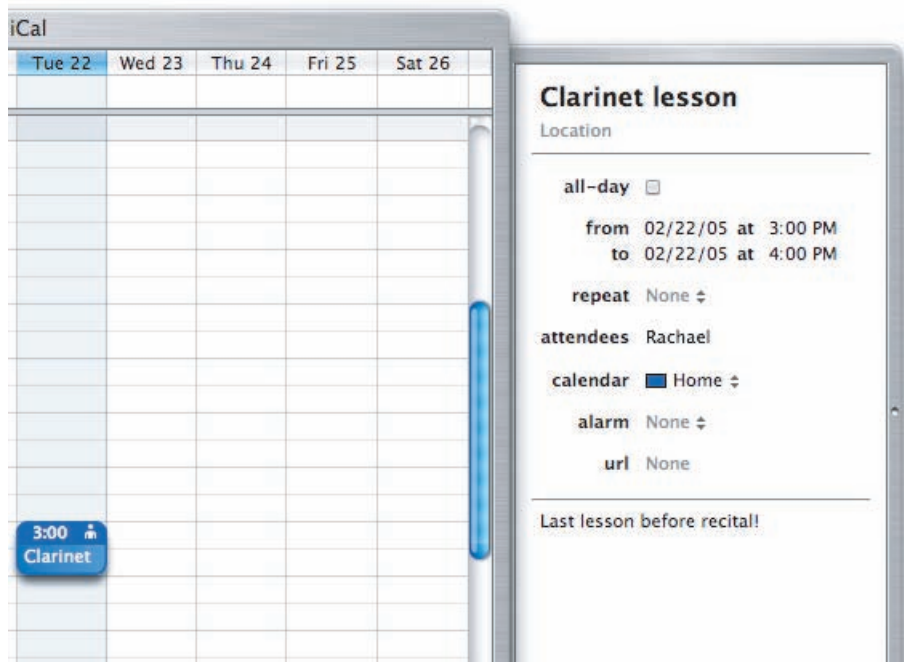 iCal
Tue 22 Wed 23 Thu 24 Fri 25 Sat 26
3:00
Clarinet
Clarinet lesson
Location
all-day
from 02/22/05 at 3:00 PM
to 02/22/05 at 4:00 PM
repeat None
attendees Rachael
calendar Home
alarm None
url None
Last lesson before recital!